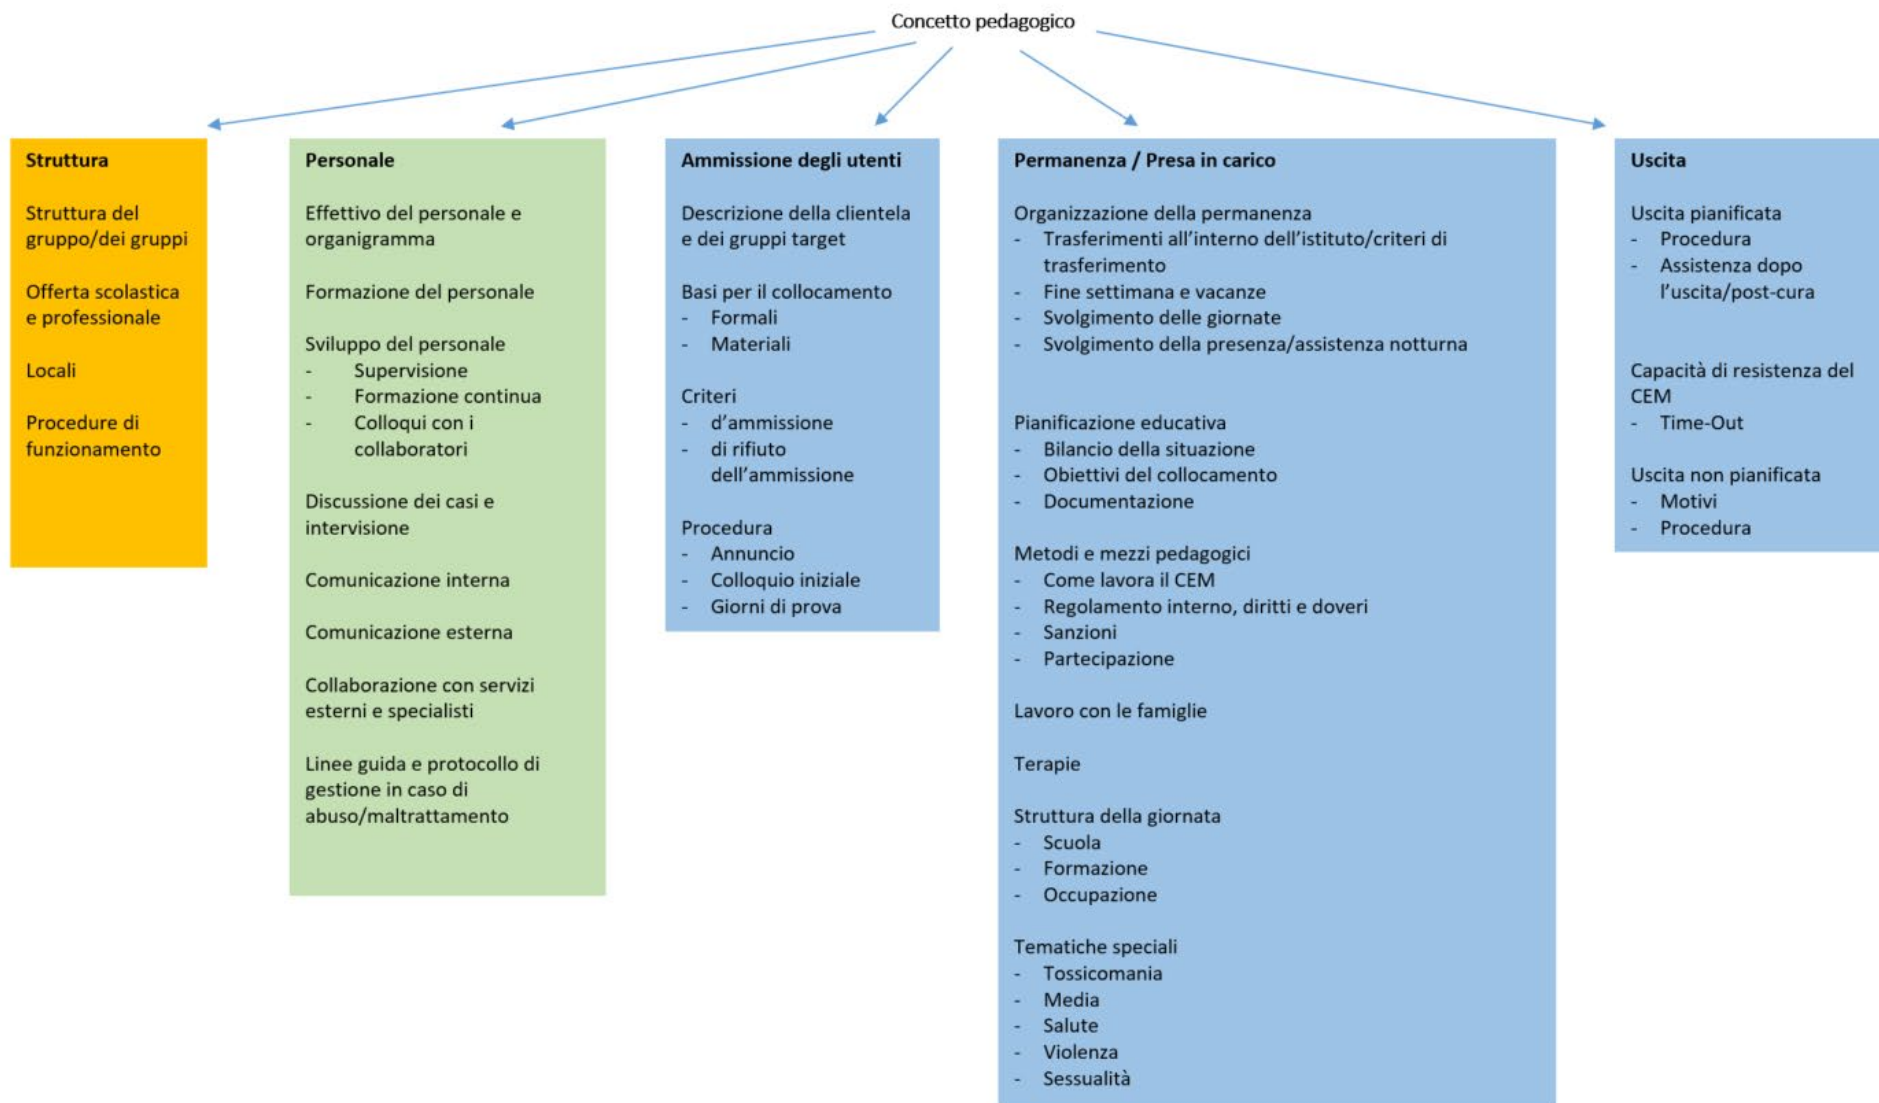 Concetto pedagogico
Struttura
Struttura del
gruppo/dei gruppi
Offerta scolastica
e professionale
Locali
Procedure di
funzionamento
Personale
Effettivo del personale e
organigramma
Formazione del personale
Sviluppo del personale
- Supervisione
- Formazione continua
- Colloqui con i
collaboratori
Discussione dei casi e
intervisione
Comunicazione interna
Comunicazione esterna
Collaborazione con servizi
esterni e specialisti
Linee guida e protocollo di
gestione in caso di
abuso/maltrattamento
Ammissione degli utenti
Descrizione della clientela
e dei gruppi target
Basi per il collocamento
- Formali
- Materiali
Criteri
- d'ammissione
- di rifiuto
dell'ammissione
Procedura
- Annuncio
- Colloquio iniziale
- Giorni di prova
Permanenza / Presa in carico
Organizzazione della permanenza
- Trasferimenti all'interno dell'istituto/criteri di
trasferimento
- Fine settimana e vacanze
- Svolgimento delle giornate
- Svolgimento della presenza/assistenza notturna
Pianificazione educativa
- Bilancio della situazione
- Obiettivi del collocamento
- Documentazione
Metodi e mezzi pedagogici
- Come lavora il CEM
- Regolamento interno, diritti e doveri
- Sanzioni
- Partecipazione
Lavoro con le famiglie
Terapie
Struttura della giornata
- Scuola
- Formazione
- Occupazione
Tematiche speciali
- Tossicomania
- Media
- Salute
- Violenza
- Sessualità
Uscita
Uscita pianificata
- Procedura
- Assistenza dopo
l'uscita/post-cura
Capacità di resistenza del
CEM
- Time-Out
Uscita non pianificata
- Motivi
- Procedura